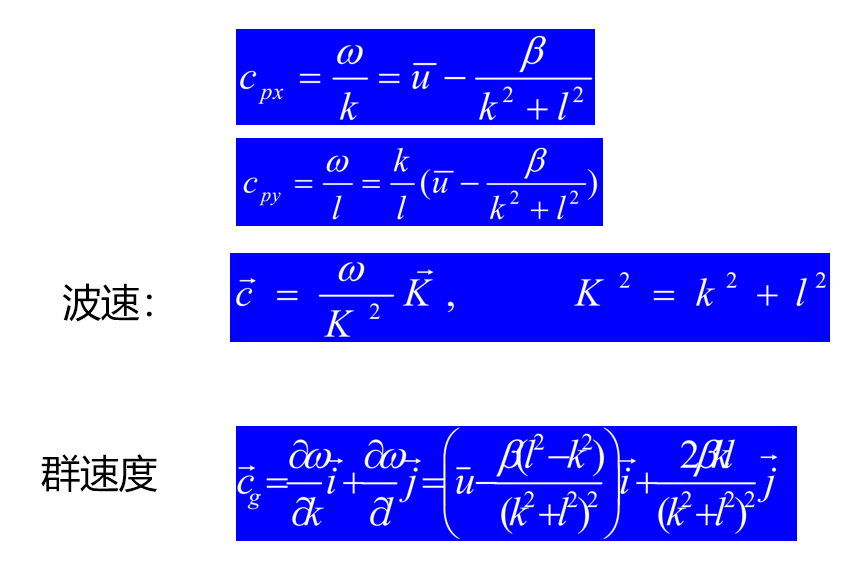 c_{px} = \frac{\omega}{k} = \overline{u} - \frac{\beta}{k^2 + l^2}
c_{py} = \frac{\omega}{l} = \frac{k}{l} (\overline{u} - \frac{\beta}{k^2 + l^2})
波速： \vec{c} = \frac{\omega}{K^2} \vec{K} , K^2 = k^2 + l^2
群速度 \vec{c}_g = \frac{\partial\omega}{\partial k} \vec{i} + \frac{\partial\omega}{\partial l} \vec{j} = \left( \overline{u} - \frac{\beta(l^2 - k^2)}{(k^2 + l^2)^2} \right) \vec{i} + \frac{2\beta kl}{(k^2 + l^2)^2} \vec{j}